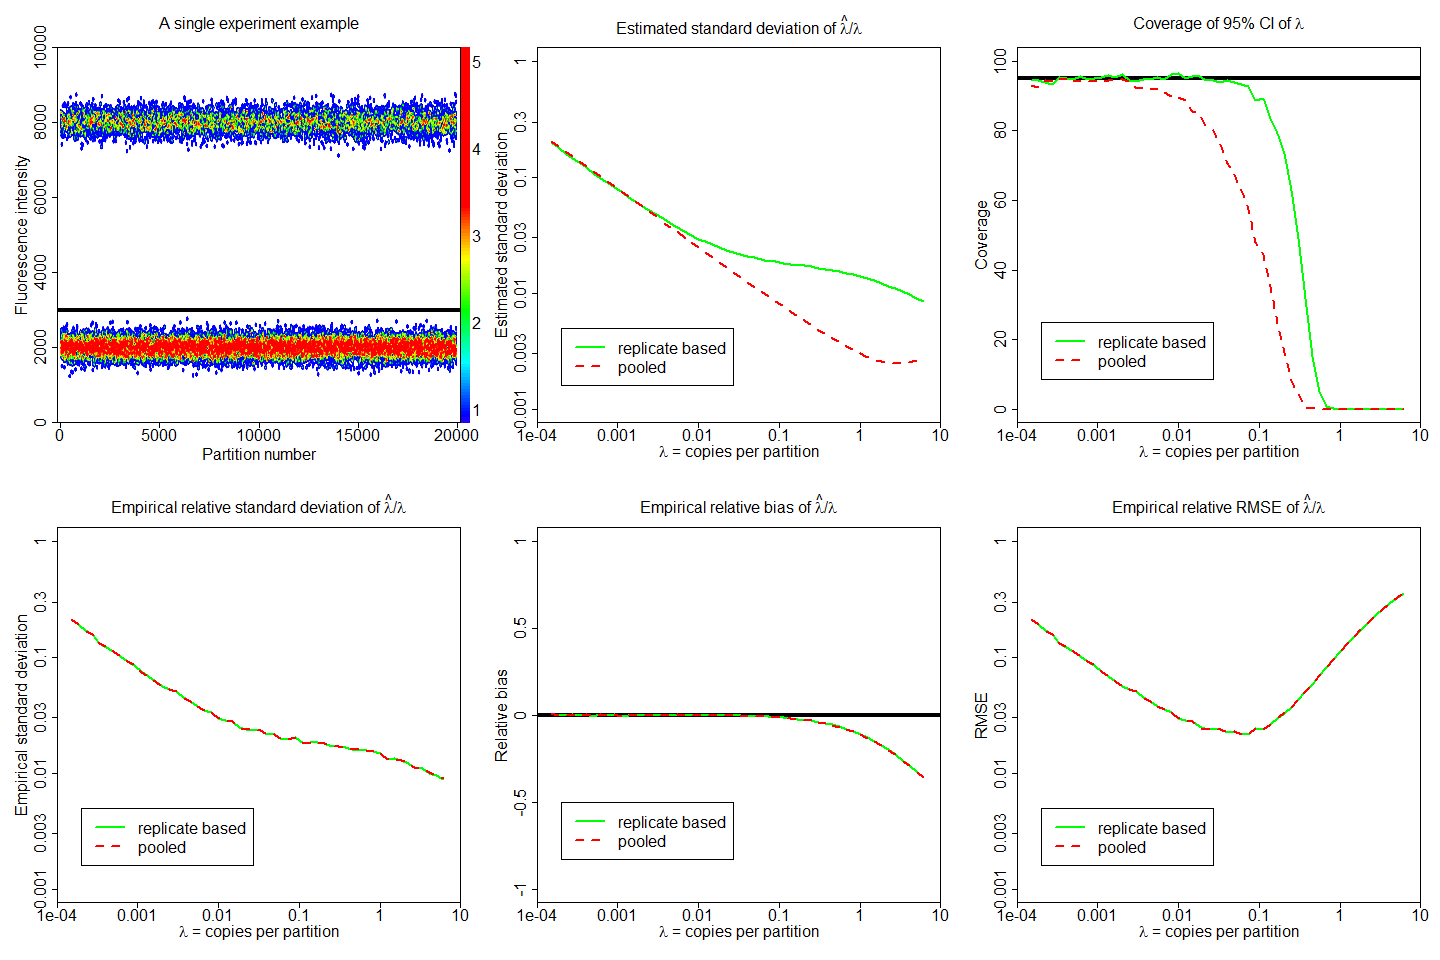 A single experiment example
Fluorescence intensity
0
2000
4000
6000
8000
10000
0
5000
10000
15000
20000
Partition number
5
4
3
2
1
Estimated standard deviation of λ̂/λ
Estimated standard deviation
1
0.3
0.1
0.03
0.01
0.003
0.001
replicate based
pooled
1e-04
0.001
0.01
0.1
1
10
λ = copies per partition
Coverage of 95% CI of λ
Coverage
100
80
60
40
20
0
replicate based
pooled
1e-04
0.001
0.01
0.1
1
10
λ = copies per partition
Empirical relative standard deviation of λ̂/λ
Empirical standard deviation
1
0.3
0.1
0.03
0.01
0.003
0.001
replicate based
pooled
1e-04
0.001
0.01
0.1
1
10
λ = copies per partition
Empirical relative bias of λ̂/λ
Relative bias
1
0.5
0
-0.5
-1
replicate based
pooled
1e-04
0.001
0.01
0.1
1
10
λ = copies per partition
Empirical relative RMSE of λ̂/λ
RMSE
1
0.3
0.1
0.03
0.01
0.003
0.001
replicate based
pooled
1e-04
0.001
0.01
0.1
1
10
λ = copies per partition